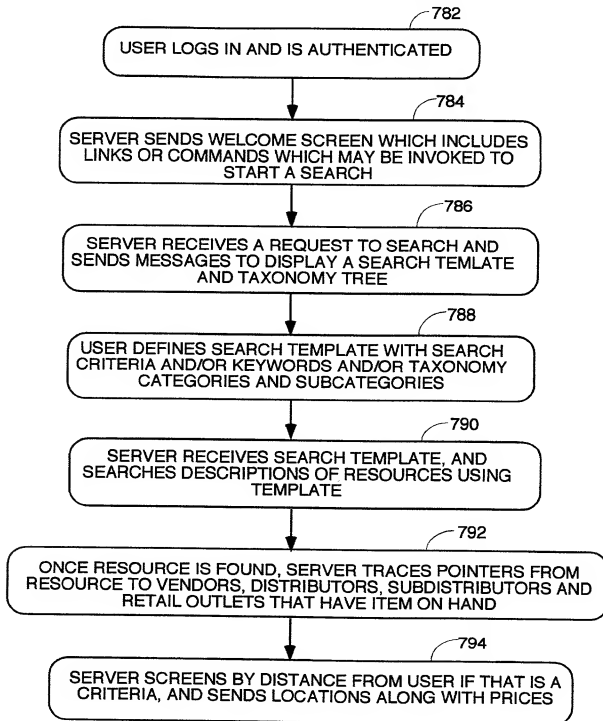 782
USER LOGS IN AND IS AUTHENTICATED
784
SERVER SENDS WELCOME SCREEN WHICH INCLUDES
LINKS OR COMMANDS WHICH MAY BE INVOKED TO
START A SEARCH
786
SERVER RECEIVES A REQUEST TO SEARCH AND
SENDS MESSAGES TO DISPLAY A SEARCH TEMLATE
AND TAXONOMY TREE
788
USER DEFINES SEARCH TEMPLATE WITH SEARCH
CRITERIA AND/OR KEYWORDS AND/OR TAXONOMY
CATEGORIES AND SUBCATEGORIES
790
SERVER RECEIVES SEARCH TEMPLATE, AND
SEARCHES DESCRIPTIONS OF RESOURCES USING
TEMPLATE
792
ONCE RESOURCE IS FOUND, SERVER TRACES POINTERS FROM
RESOURCE TO VENDORS, DISTRIBUTORS, SUBDISTRIBUTORS AND
RETAIL OUTLETS THAT HAVE ITEM ON HAND
794
SERVER SCREENS BY DISTANCE FROM USER IF THAT IS A
CRITERIA, AND SENDS LOCATIONS ALONG WITH PRICES